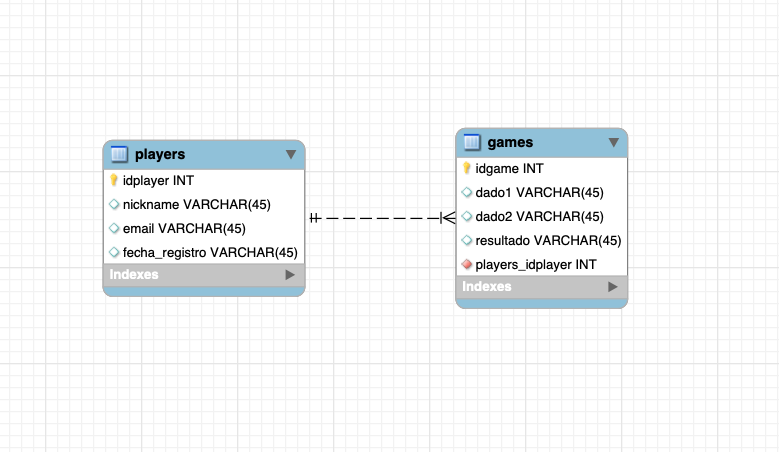 players
idplayer INT
nickname VARCHAR(45)
email VARCHAR(45)
fecha_registro VARCHAR(45)
Indexes
games
idgame INT
dado1 VARCHAR(45)
dado2 VARCHAR(45)
resultado VARCHAR(45)
players_idplayer INT
Indexes